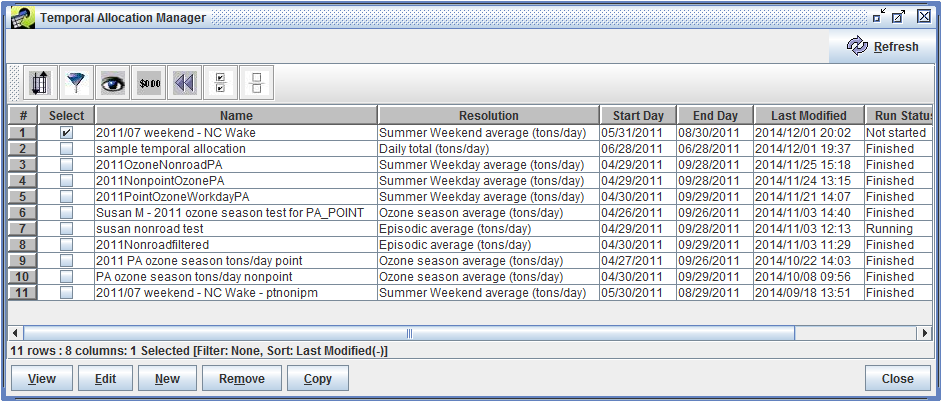 Temporal Allocation Manager
Refresh
$0.00
# Select Name Resolution Start Day End Day Last Modified Run Statu
1 2011/07 weekend - NC Wake Summer Weekend average (tons/day) 05/31/2011 08/30/2011 2014/12/01 20:02 Not started
2 sample temporal allocation Daily total (tons/day) 06/28/2011 06/28/2011 2014/12/01 19:37 Finished
3 2011OzoneNonroadPA Summer Weekday average (tons/day) 04/29/2011 09/28/2011 2014/11/25 15:18 Finished
4 2011NonpointOzonePA Summer Weekday average (tons/day) 04/29/2011 09/28/2011 2014/11/24 13:15 Finished
5 2011PointOzoneWorkdayPA Summer Weekday average (tons/day) 04/30/2011 09/29/2011 2014/11/21 14:07 Finished
6 Susan M - 2011 ozone season test for PA_POINT Ozone season average (tons/day) 04/26/2011 09/26/2011 2014/11/03 14:40 Finished
7 susan nonroad test Episodic average (tons/day) 04/29/2011 09/28/2011 2014/11/03 12:13 Running
8 2011Nonroadfiltered Episodic average (tons/day) 04/30/2011 09/29/2011 2014/11/03 11:29 Finished
9 2011 PA ozone season tons/day point Ozone season average (tons/day) 04/27/2011 09/26/2011 2014/10/22 14:03 Finished
10 PA ozone season tons/day nonpoint Ozone season average (tons/day) 04/30/2011 09/29/2011 2014/10/08 09:56 Finished
11 2011/07 weekend - NC Wake - ptnonipm Summer Weekend average (tons/day) 05/30/2011 08/29/2011 2014/09/18 13:51 Finished
11 rows : 8 columns: 1 Selected [Filter: None, Sort: Last Modified(-)]
View Edit New Remove Copy Close